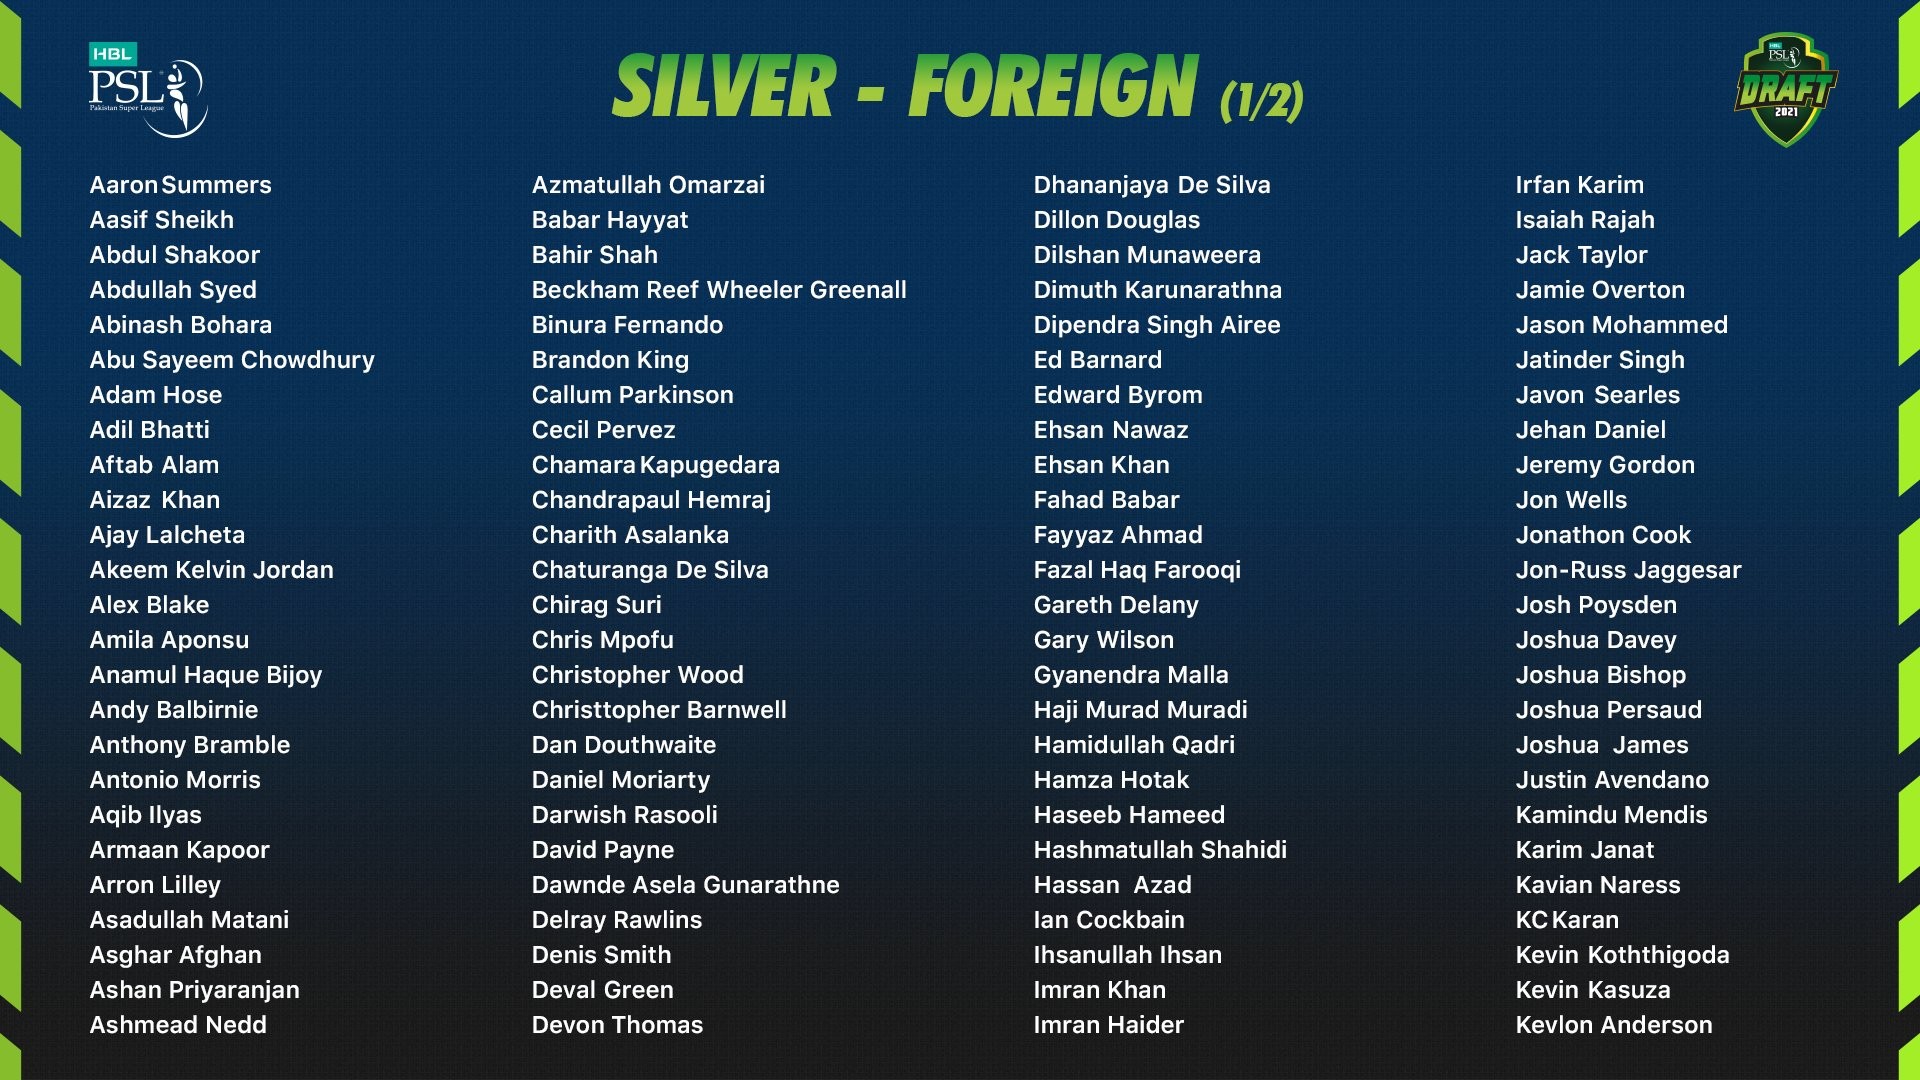 HBL
PSL
Pakistan Super League
SILVER - FOREIGN (1/2)
HBL
PSL
DRAFT
2021
Aaron Summers
Aasif Sheikh
Abdul Shakoor
Abdullah Syed
Abinash Bohara
Abu Sayeem Chowdhury
Adam Hose
Adil Bhatti
Aftab Alam
Aizaz Khan
Ajay Lalcheta
Akeem Kelvin Jordan
Alex Blake
Amila Aponsu
Anamul Haque Bijoy
Andy Balbirnie
Anthony Bramble
Antonio Morris
Aqib Ilyas
Armaan Kapoor
Arron Lilley
Asadullah Matani
Asghar Afghan
Ashan Priyaranjan
Ashmead Nedd
Azmatullah Omarzai
Babar Hayyat
Bahir Shah
Beckham Reef Wheeler Greenall
Binura Fernando
Brandon King
Callum Parkinson
Cecil Pervez
Chamara Kapugedara
Chandrapaul Hemraj
Charith Asalanka
Chaturanga De Silva
Chirag Suri
Chris Mpofu
Christopher Wood
Christtopher Barnwell
Dan Douthwaite
Daniel Moriarty
Darwish Rasooli
David Payne
Dawnde Asela Gunarathne
Delray Rawlins
Denis Smith
Deval Green
Devon Thomas
Dhananjaya De Silva
Dillon Douglas
Dilshan Munaweera
Dimuth Karunarathna
Dipendra Singh Airee
Ed Barnard
Edward Byrom
Ehsan Nawaz
Ehsan Khan
Fahad Babar
Fayyaz Ahmad
Fazal Haq Farooqi
Gareth Delany
Gary Wilson
Gyanendra Malla
Haji Murad Muradi
Hamidullah Qadri
Hamza Hotak
Haseeb Hameed
Hashmatullah Shahidi
Hassan Azad
Ian Cockbain
Ihsanullah Ihsan
Imran Khan
Imran Haider
Irfan Karim
Isaiah Rajah
Jack Taylor
Jamie Overton
Jason Mohammed
Jatinder Singh
Javon Searles
Jehan Daniel
Jeremy Gordon
Jon Wells
Jonathon Cook
Jon-Russ Jaggesar
Josh Poysden
Joshua Davey
Joshua Bishop
Joshua Persaud
Joshua James
Justin Avendano
Kamindu Mendis
Karim Janat
Kavian Naress
KC Karan
Kevin Koththigoda
Kevin Kasuza
Kevlon Anderson